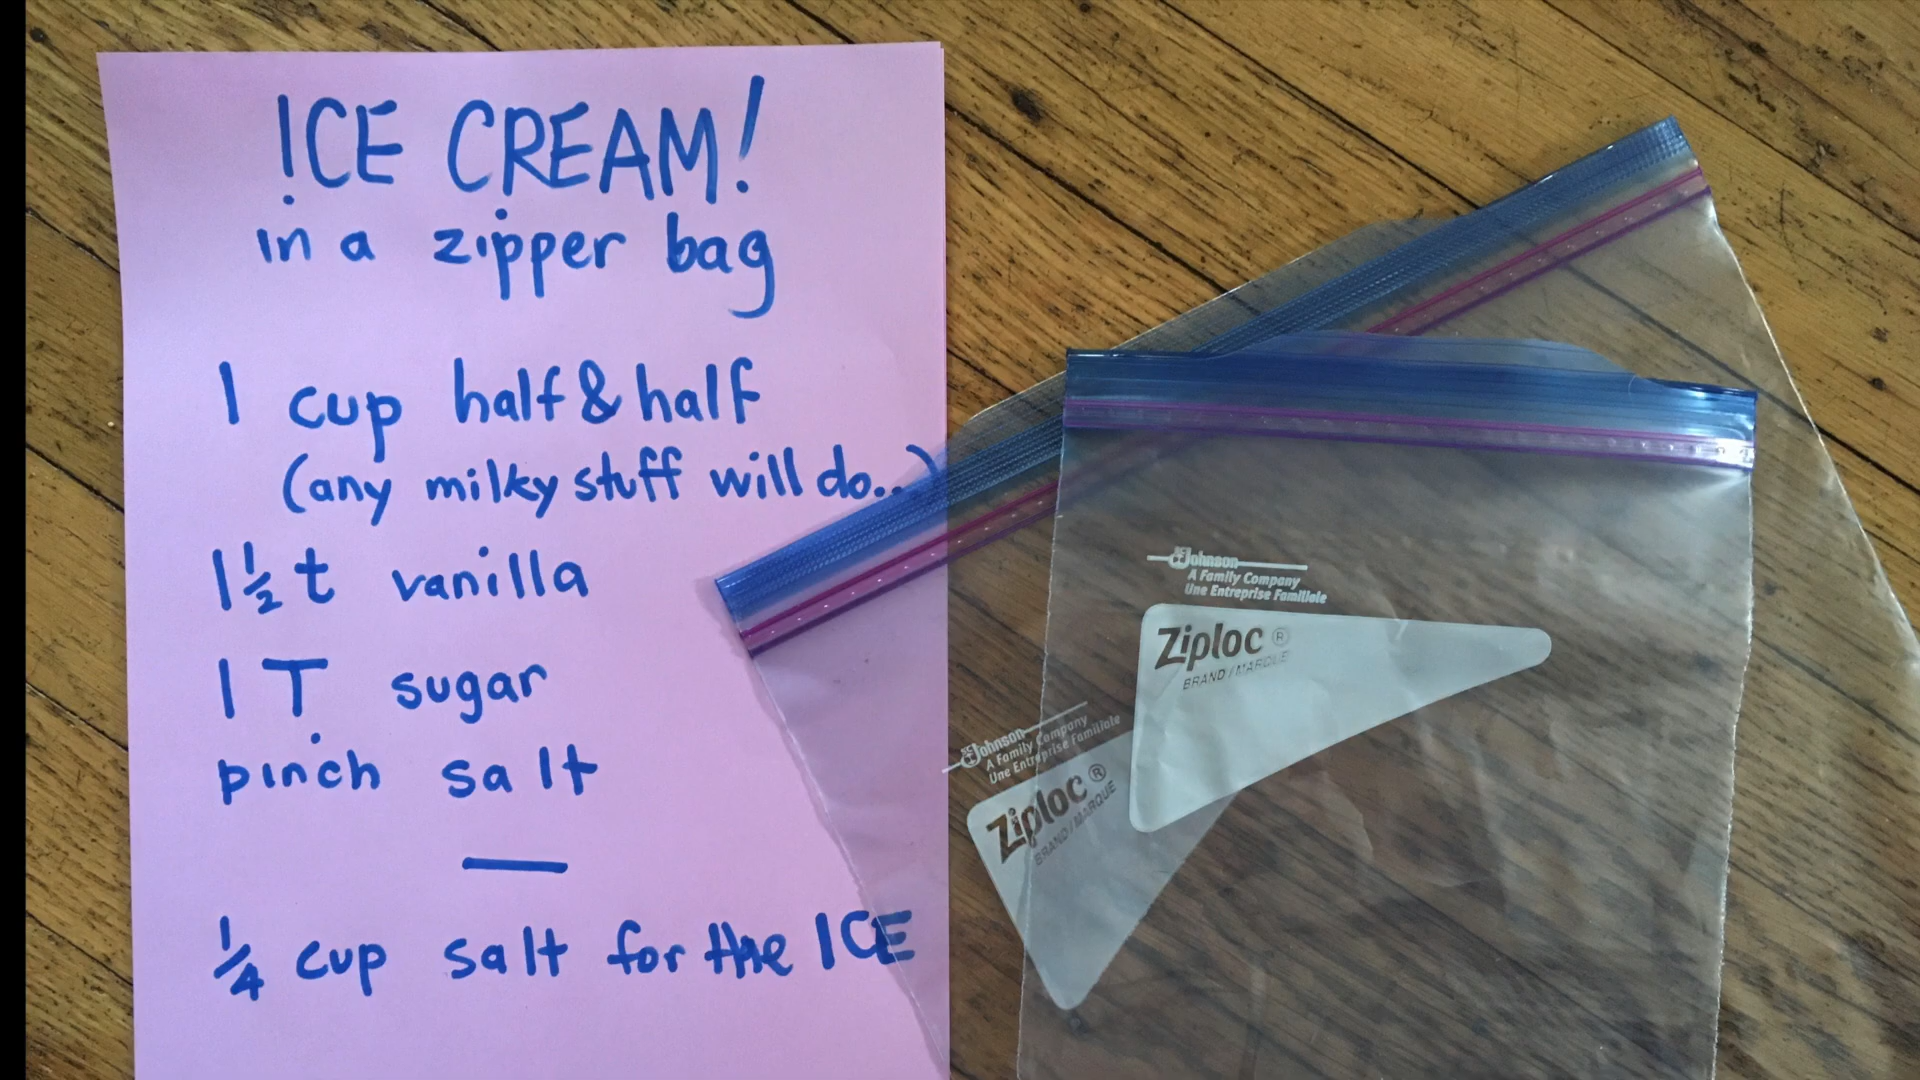 ICE CREAM!
in a zipper bag
1 cup half & half
(any milky stuff will do...)
1 1/2 t vanilla
1 T sugar
pinch salt
—
1/4 cup salt for the ICE
SC Johnson
A Family Company
Une Entreprise Familiale
Ziploc®
BRAND / MARQUE
SC Johnson
A Family Company
Une Entreprise Familiale
Ziploc®
BRAND / MARQUE